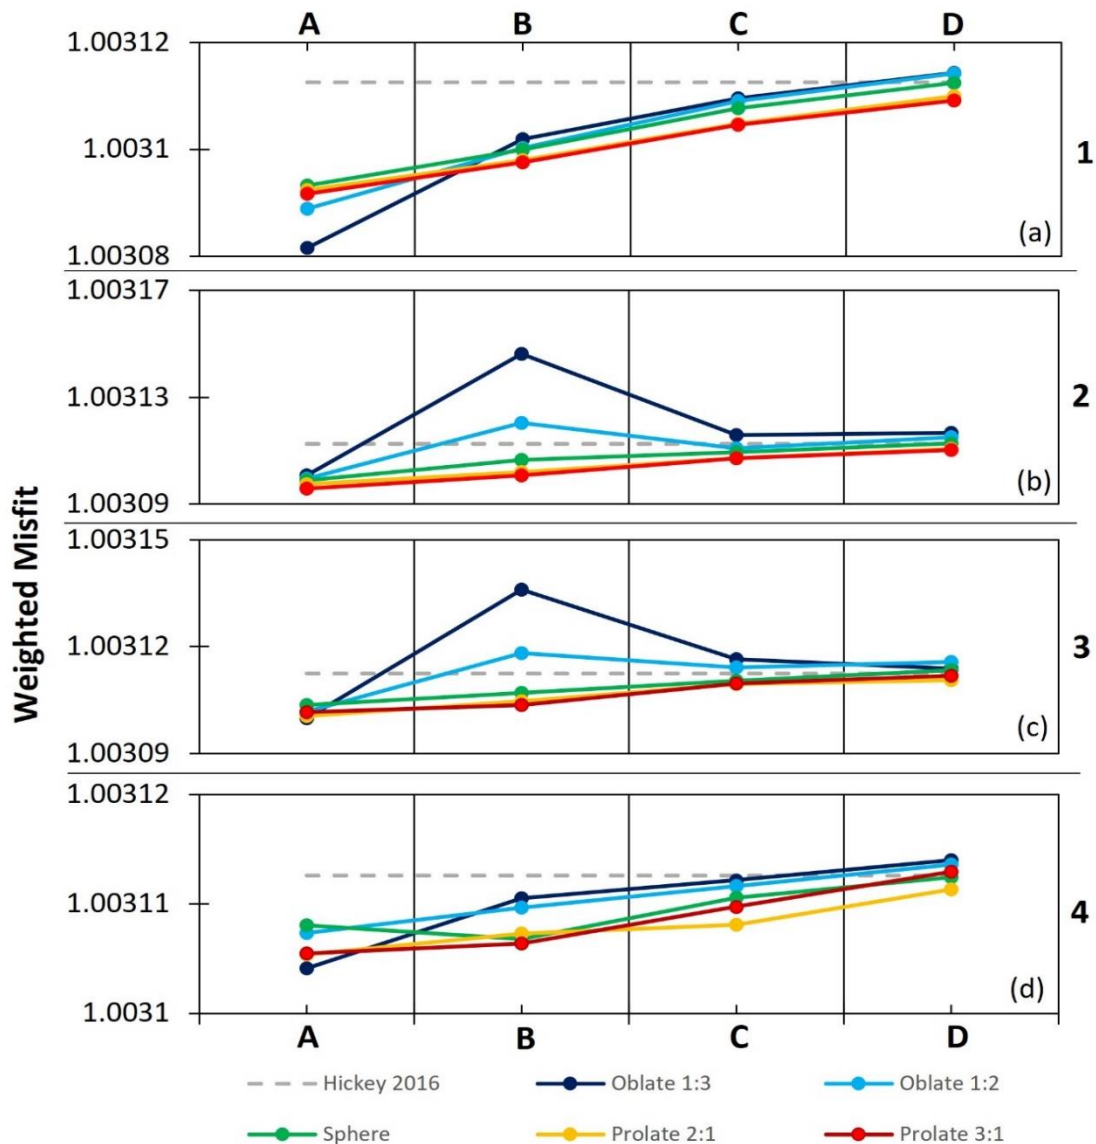 A B C D
1.00312
1.0031
1
1.00308
(a)
1.00317
1.00313
2
1.00309
(b)
1.00315
1.00312
3
1.00309
(c)
1.00312
1.00311
4
1.0031
(d)
Weighted Misfit
A B C D
Hickey 2016 Oblate 1:3 Oblate 1:2
Sphere Prolate 2:1 Prolate 3:1